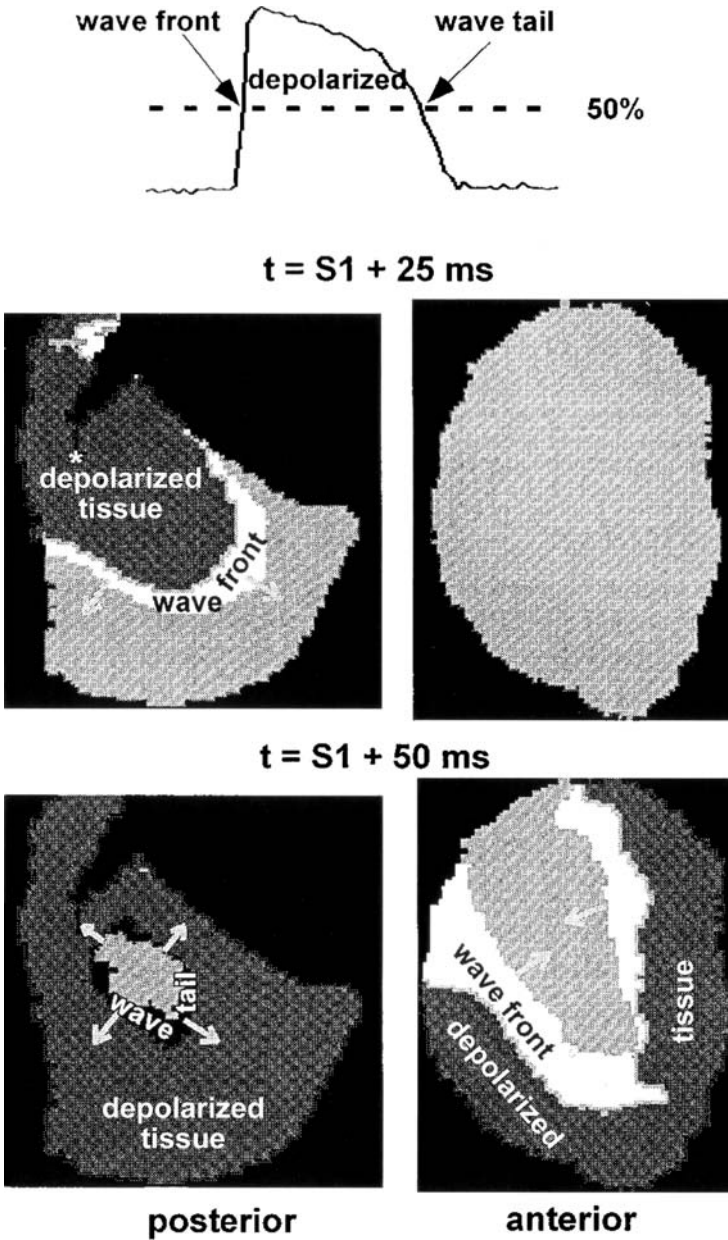 wave front
wave tail
depolarized
50%
t = S1 + 25 ms
*
depolarized
tissue
wave front
t = S1 + 50 ms
wave tail
depolarized
tissue
wave front
depolarized
tissue
posterior
anterior